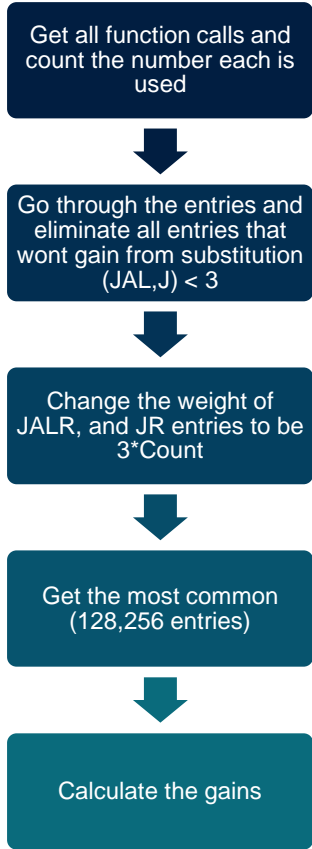 Get all function calls and
count the number each is
used
Go through the entries and
eliminate all entries that
wont gain from substitution
(JAL,J) < 3
Change the weight of
JALR, and JR entries to be
3*Count
Get the most common
(128,256 entries)
Calculate the gains